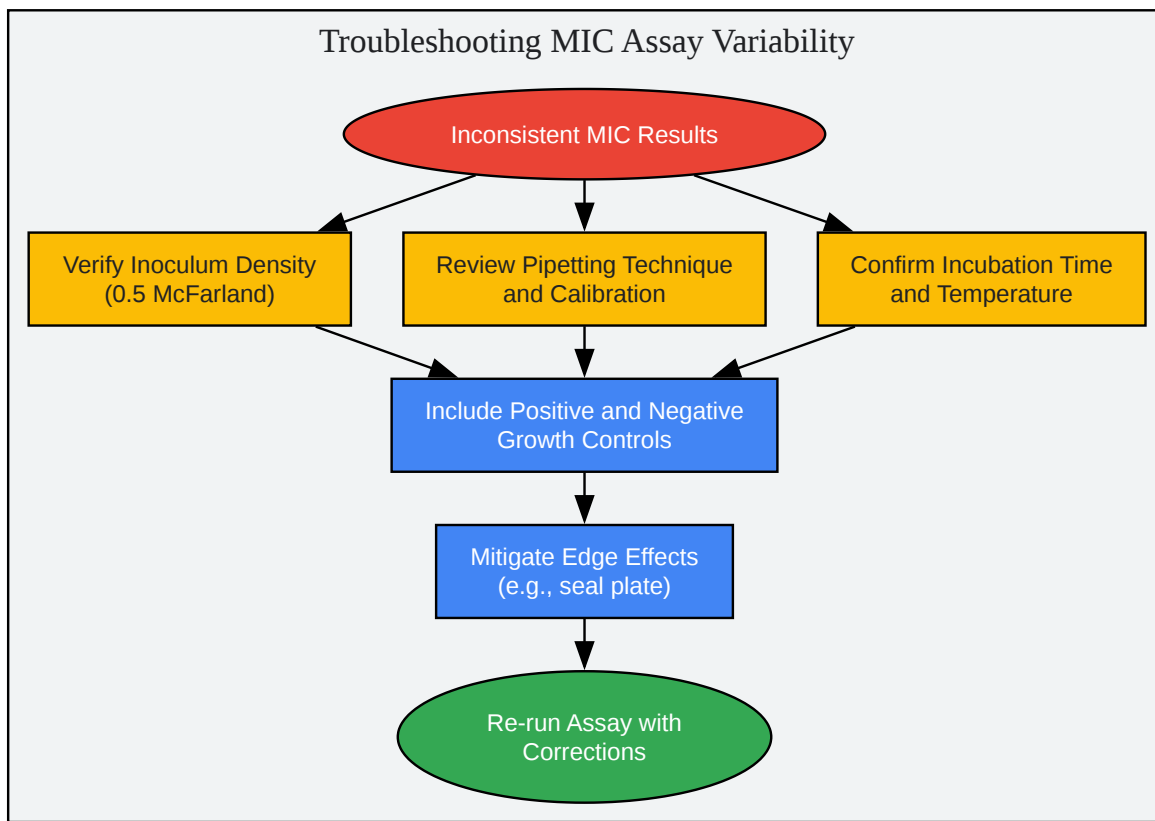 Troubleshooting MIC Assay Variability
Inconsistent MIC Results
Verify Inoculum Density
(0.5 McFarland)
Review Pipetting Technique
and Calibration
Confirm Incubation Time
and Temperature
Include Positive and Negative
Growth Controls
Mitigate Edge Effects
(e.g., seal plate)
Re-run Assay with
Corrections